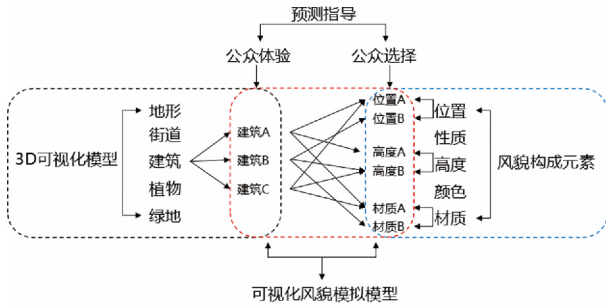 预测指导
公众体验
公众选择
3D可视化模型
地形
街道
建筑
植物
绿地
建筑A
建筑B
建筑C
位置A
位置B
高度A
高度B
材质A
材质B
位置
性质
高度
颜色
材质
风貌构成元素
可视化风貌模拟模型